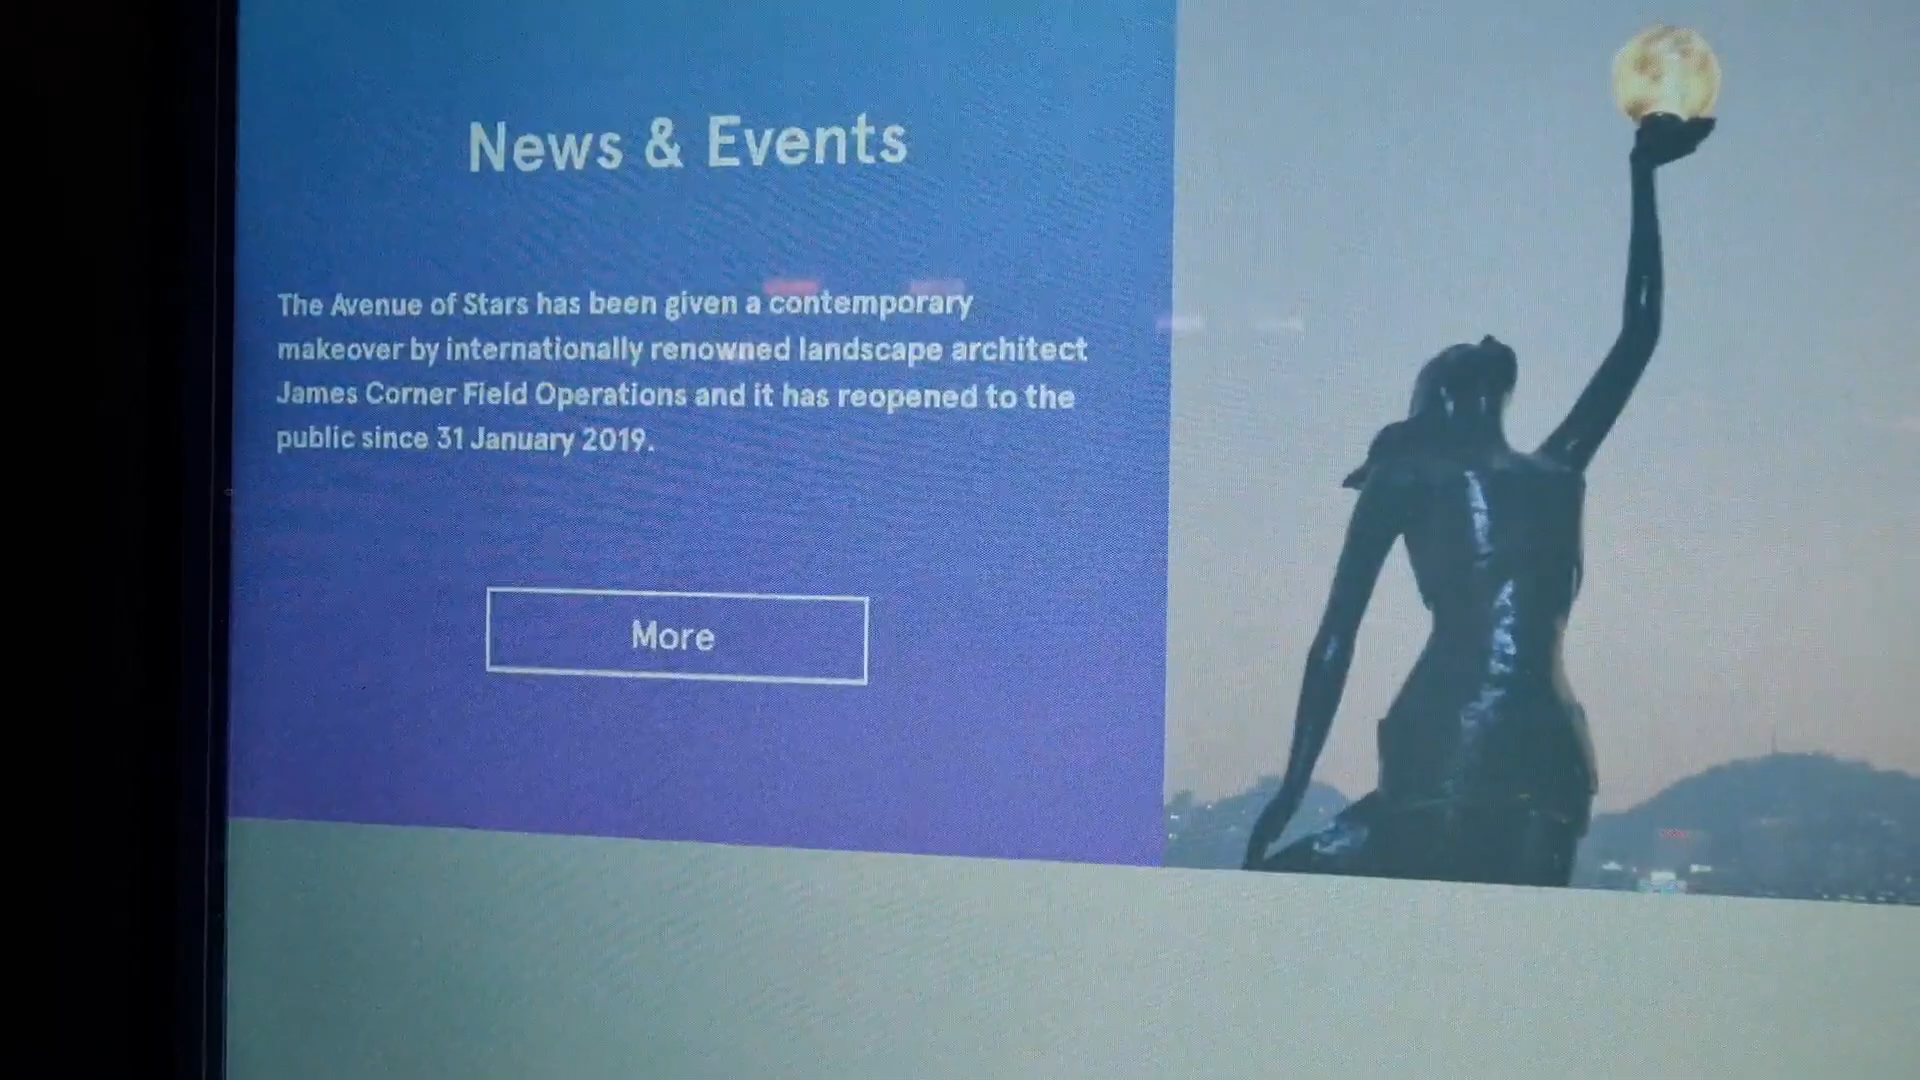 News & Events
The Avenue of Stars has been given a contemporary
makeover by internationally renowned landscape architect
James Corner Field Operations and it has reopened to the
public since 31 January 2019.
More